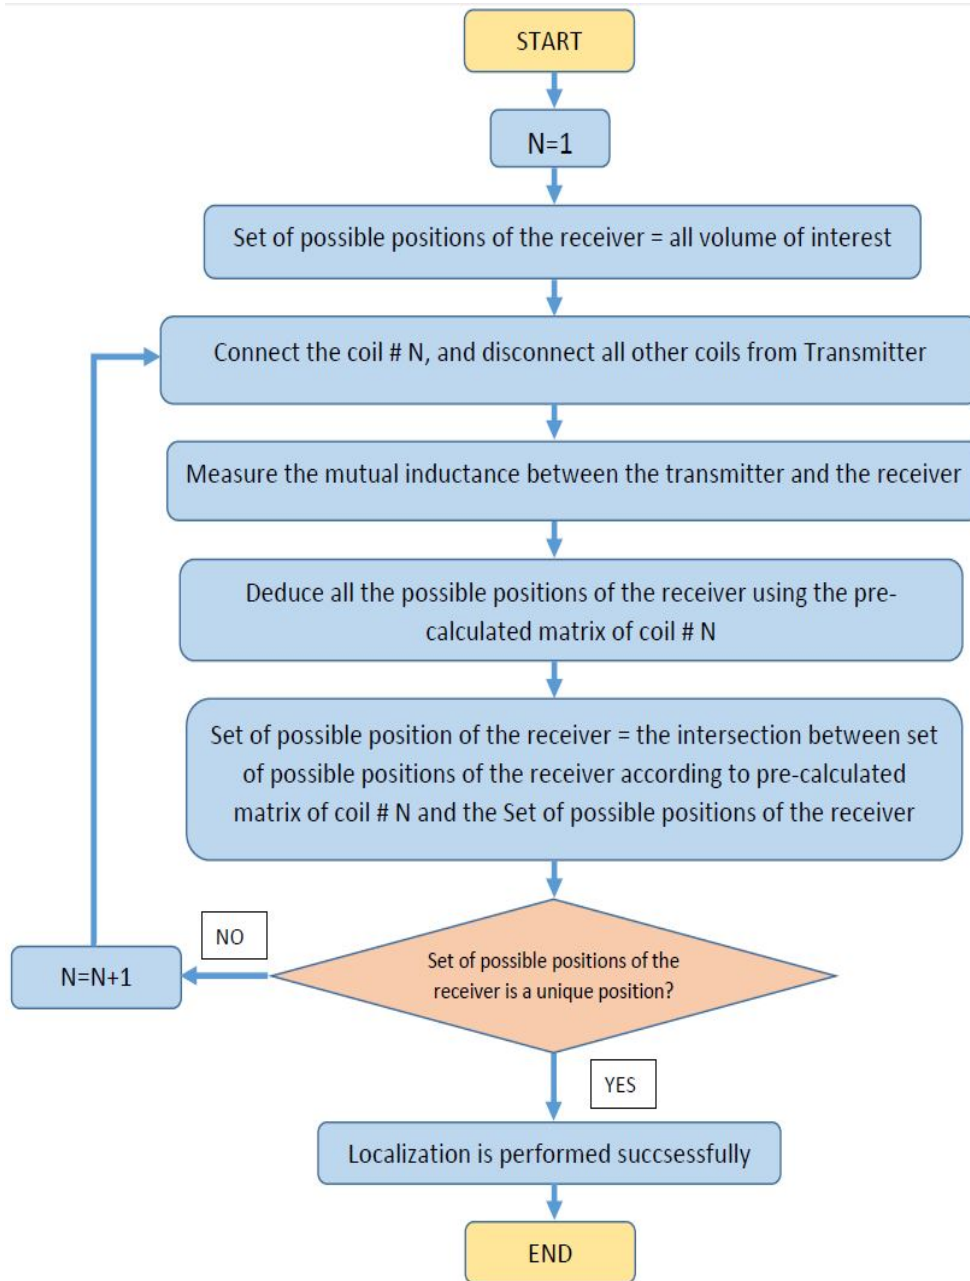 START
N=1
Set of possible positions of the receiver = all volume of interest
Connect the coil # N, and disconnect all other coils from Transmitter
Measure the mutual inductance between the transmitter and the receiver
Deduce all the possible positions of the receiver using the pre-
calculated matrix of coil # N
Set of possible position of the receiver = the intersection between set
of possible positions of the receiver according to pre-calculated
matrix of coil # N and the Set of possible positions of the receiver
NO
N=N+1
Set of possible positions of the
receiver is a unique position?
YES
Localization is performed succsessfully
END